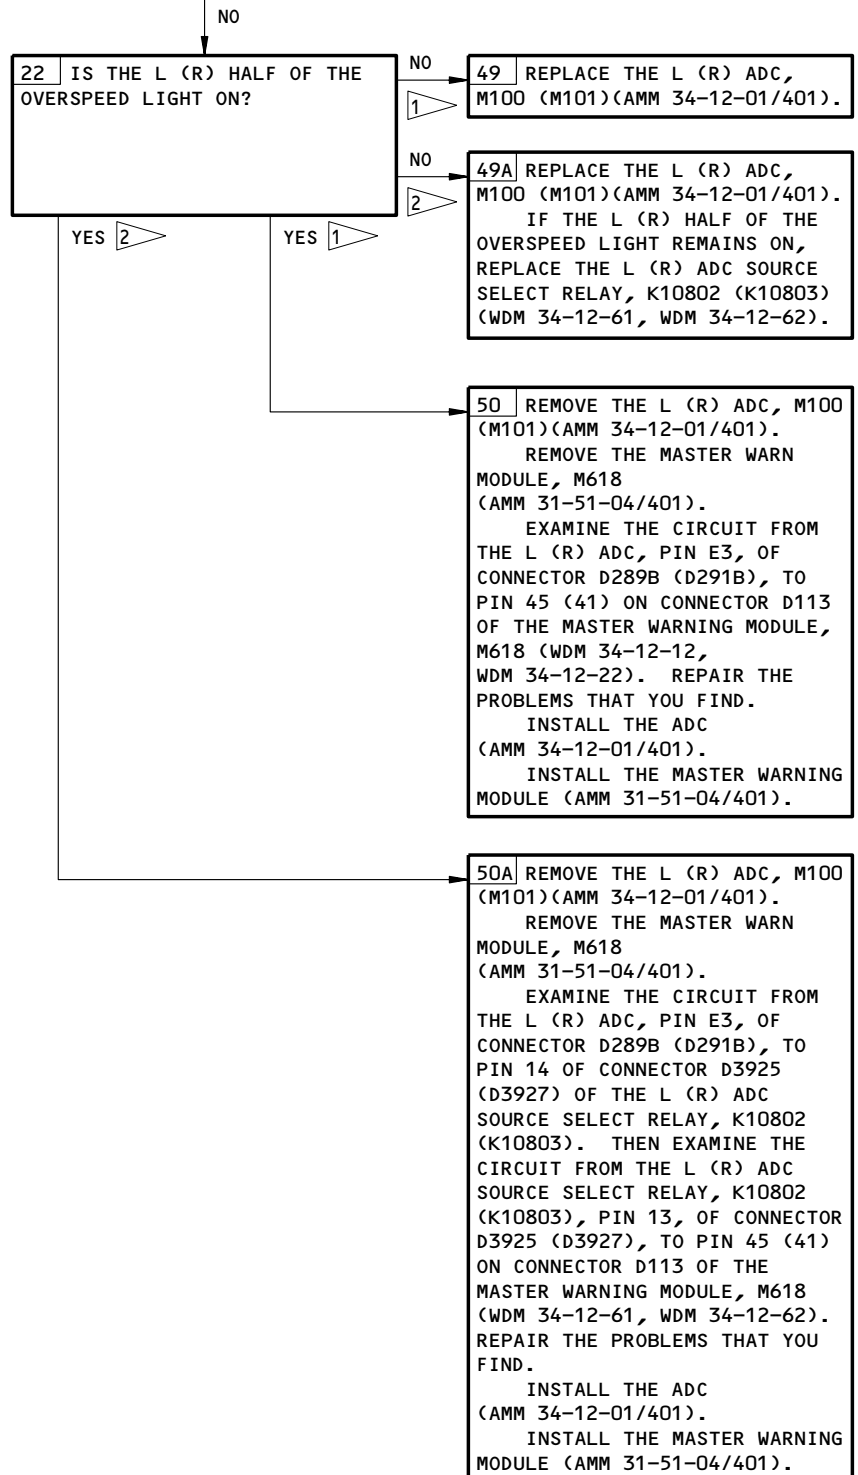 NO
22 IS THE L (R) HALF OF THE
OVERSPEED LIGHT ON?
NO
1
49 REPLACE THE L (R) ADC,
M100 (M101)(AMM 34-12-01/401).
NO
2
49A REPLACE THE L (R) ADC,
M100 (M101)(AMM 34-12-01/401).
IF THE L (R) HALF OF THE
OVERSPEED LIGHT REMAINS ON,
REPLACE THE L (R) ADC SOURCE
SELECT RELAY, K10802 (K10803)
(WDM 34-12-61, WDM 34-12-62).
YES 2
YES 1
50 REMOVE THE L (R) ADC, M100
(M101)(AMM 34-12-01/401).
REMOVE THE MASTER WARN
MODULE, M618
(AMM 31-51-04/401).
EXAMINE THE CIRCUIT FROM
THE L (R) ADC, PIN E3, OF
CONNECTOR D289B (D291B), TO
PIN 45 (41) ON CONNECTOR D113
OF THE MASTER WARNING MODULE,
M618 (WDM 34-12-12,
WDM 34-12-22). REPAIR THE
PROBLEMS THAT YOU FIND.
INSTALL THE ADC
(AMM 34-12-01/401).
INSTALL THE MASTER WARNING
MODULE (AMM 31-51-04/401).
50A REMOVE THE L (R) ADC, M100
(M101)(AMM 34-12-01/401).
REMOVE THE MASTER WARN
MODULE, M618
(AMM 31-51-04/401).
EXAMINE THE CIRCUIT FROM
THE L (R) ADC, PIN E3, OF
CONNECTOR D289B (D291B), TO
PIN 14 OF CONNECTOR D3925
(D3927) OF THE L (R) ADC
SOURCE SELECT RELAY, K10802
(K10803). THEN EXAMINE THE
CIRCUIT FROM THE L (R) ADC
SOURCE SELECT RELAY, K10802
(K10803), PIN 13, OF CONNECTOR
D3925 (D3927), TO PIN 45 (41)
ON CONNECTOR D113 OF THE
MASTER WARNING MODULE, M618
(WDM 34-12-61, WDM 34-12-62).
REPAIR THE PROBLEMS THAT YOU
FIND.
INSTALL THE ADC
(AMM 34-12-01/401).
INSTALL THE MASTER WARNING
MODULE (AMM 31-51-04/401).